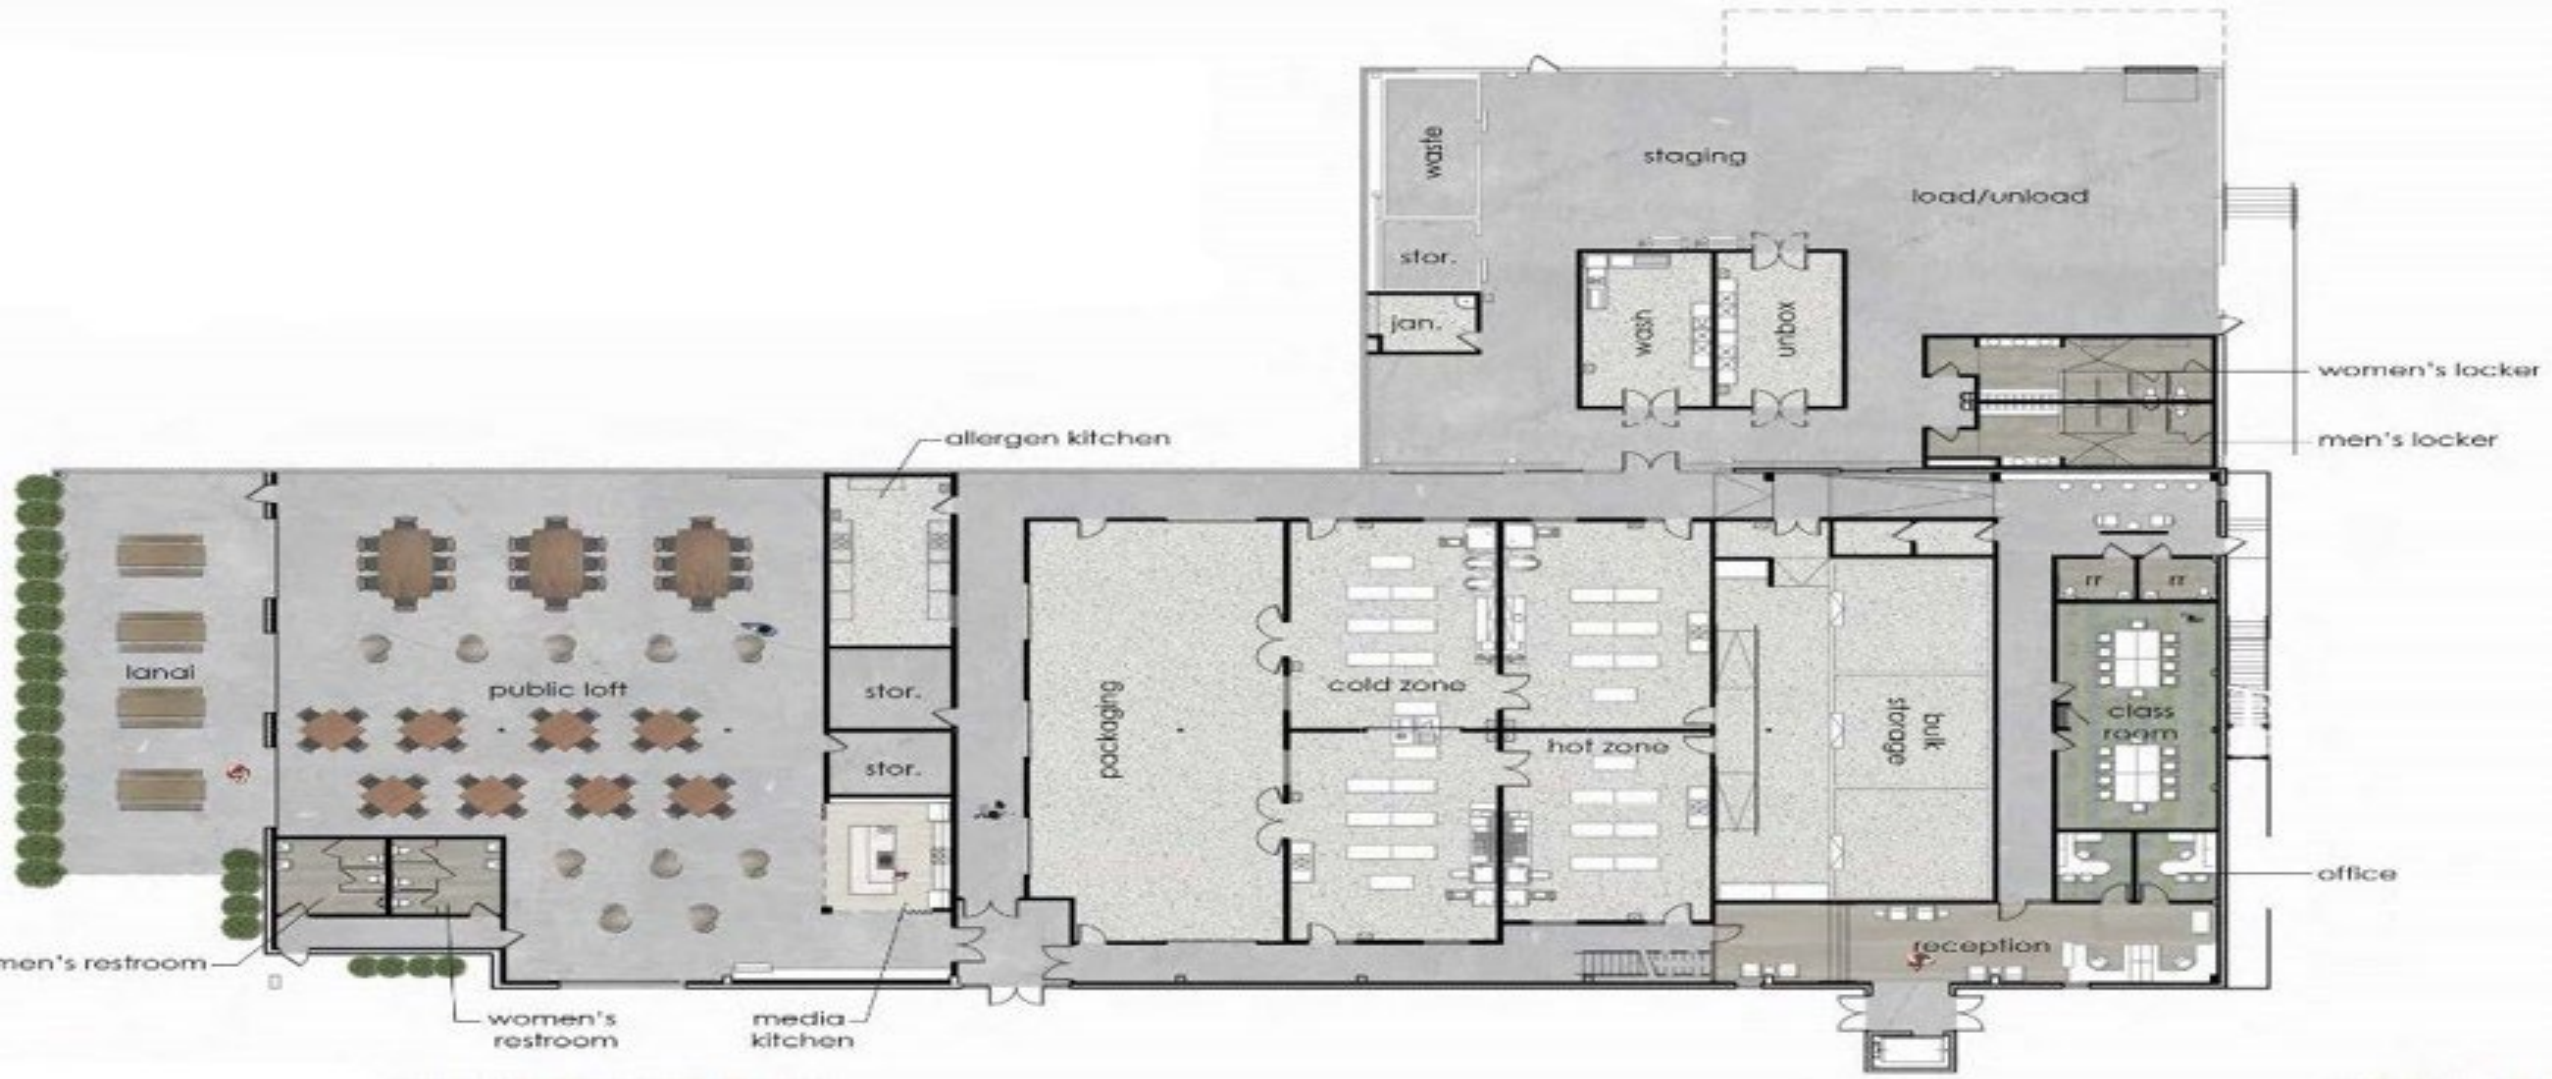 waste
staging
load/unload
stor.
jan.
wash
unbox
women's locker
men's locker
allergen kitchen
rr
rr
lanai
public loft
stor.
stor.
packaging
cold zone
hot zone
bulk
storage
class
room
office
reception
men's restroom
women's
restroom
media
kitchen